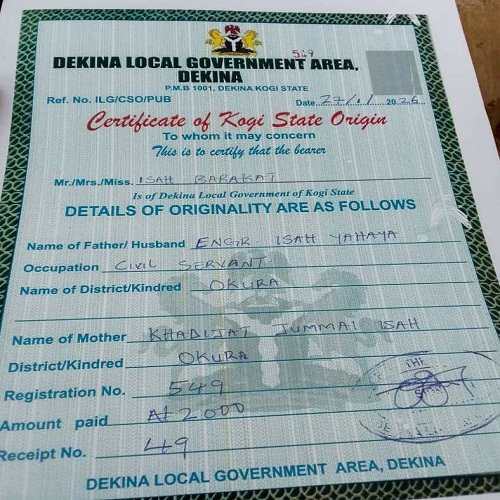 549
DEKINA LOCAL GOVERNMENT AREA,
DEKINA
P.M.B 1001, DEKINA KOGI STATE
Ref. No. ILG/CSO/PUB
Date 27/1/ 2026
Certificate of Kogi State Origin
To whom it may concern
This is to certify that the bearer
Mr./Mrs./Miss. ISAH BARAKAT
Is of Dekina Local Government of Kogi State
DETAILS OF ORIGINALITY ARE AS FOLLOWS
Name of Father/ Husband ENGR. ISAH YAHAYA
Occupation CIVIL SERVANT
Name of District/Kindred OKURA
Name of Mother KHADIJAT JUMMAI ISAH
District/Kindred OKURA
Registration No. 549
Amount paid ₦2000
Receipt No. 49
THE
DEKINA LOCAL GOVERNMENT AREA, DEKINA